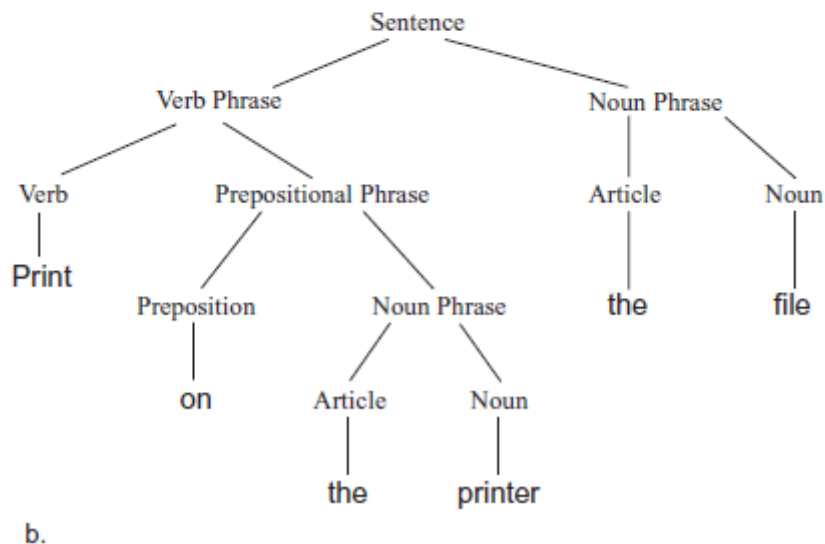 Sentence
Verb Phrase Noun Phrase
Verb Prepositional Phrase Article Noun
Print
Preposition Noun Phrase the file
on Article Noun
the printer
b.